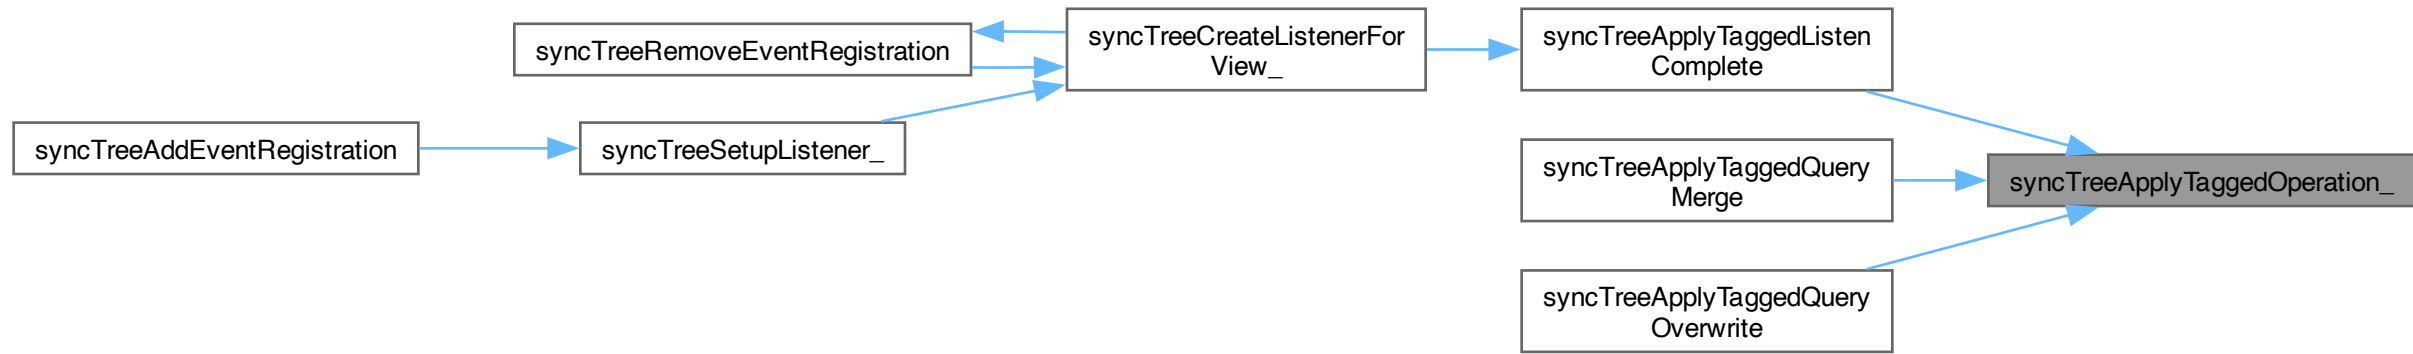 syncTreeRemoveEventRegistration
syncTreeCreateListenerFor
View_
syncTreeApplyTaggedListen
Complete
syncTreeAddEventRegistration
syncTreeSetupListener_
syncTreeApplyTaggedQuery
Merge
syncTreeApplyTaggedOperation_
syncTreeApplyTaggedQuery
Overwrite